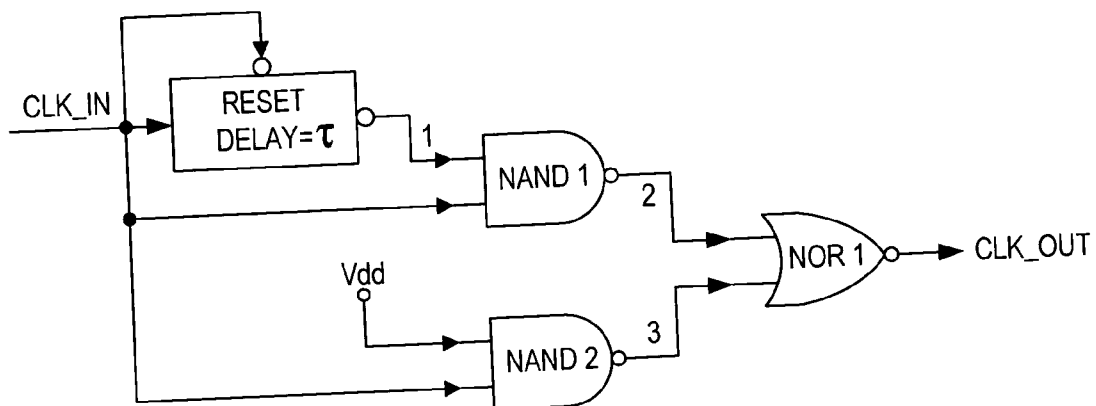 CLK_IN
RESET
DELAY=τ
1
NAND 1
2
NOR 1
CLK_OUT
Vdd
NAND 2
3